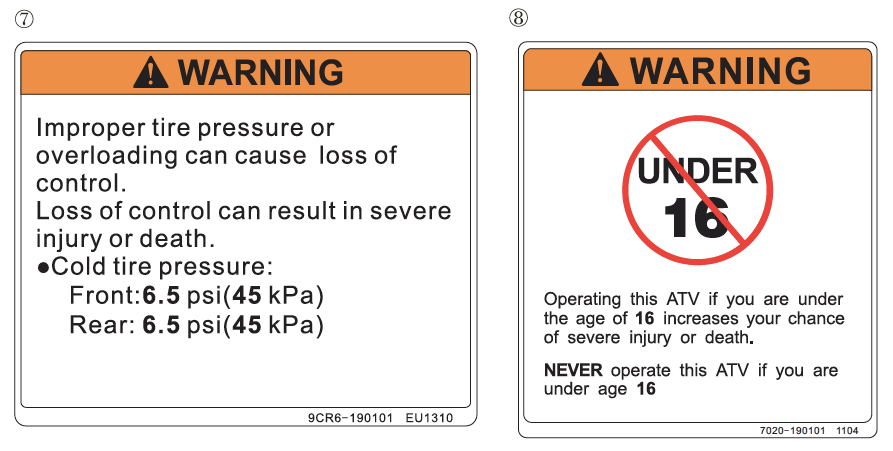 ⑦
WARNING
Improper tire pressure or
overloading can cause loss of
control.
Loss of control can result in severe
injury or death.
●Cold tire pressure:
Front:6.5 psi(45 kPa)
Rear: 6.5 psi(45 kPa)
9CR6-190101 EU1310
⑧
WARNING
UNDER
16
Operating this ATV if you are under
the age of 16 increases your chance
of severe injury or death.
NEVER operate this ATV if you are
under age 16
7020-190101 1104